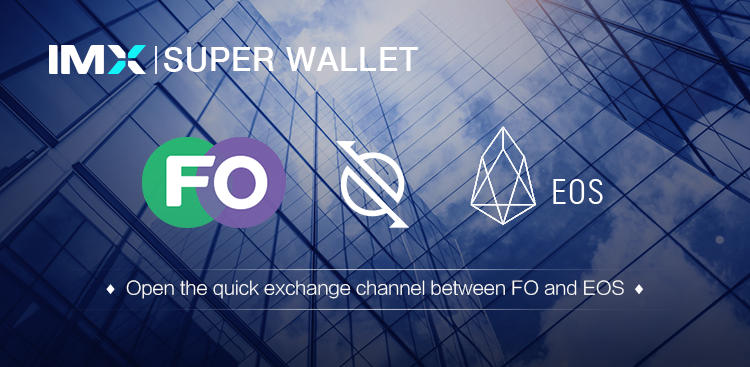 IMX | SUPER WALLET
FO
EOS
♦ Open the quick exchange channel between FO and EOS ♦